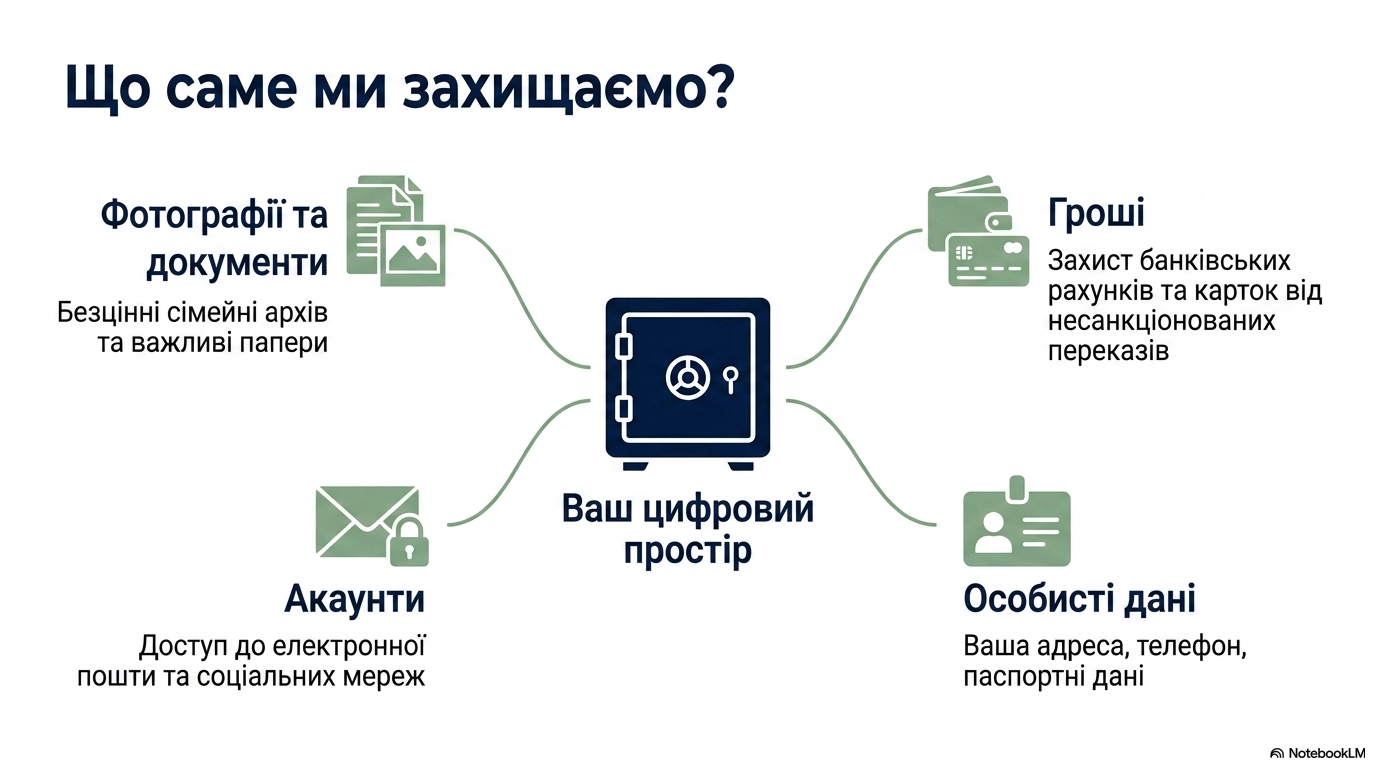 Що саме ми захищаємо?
Фотографії та
документи
Безцінні сімейні архів
та важливі папери
Гроші
Захист банківських
рахунків та карток від
несанкціонованих
переказів
Ваш цифровий
простір
Акаунти
Доступ до електронної
пошти та соціальних мереж
Особисті дані
Ваша адреса, телефон,
паспортні дані
NotebookLM